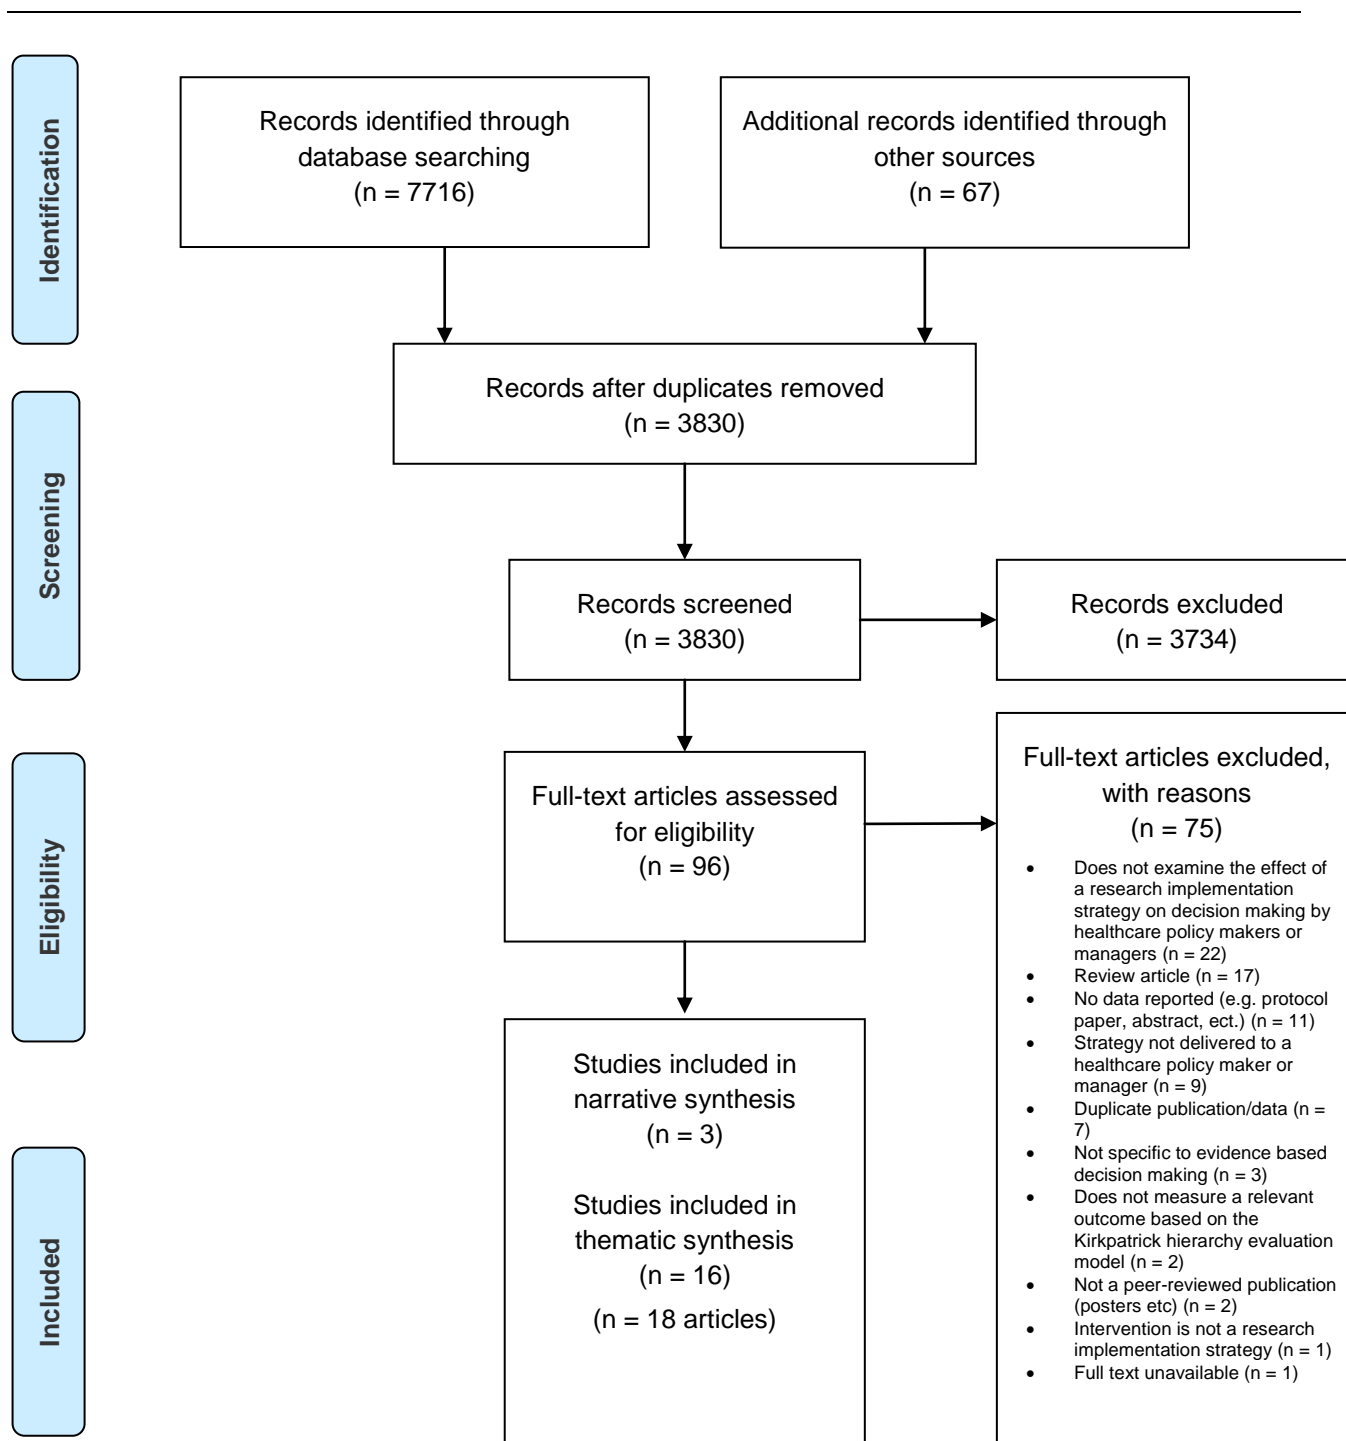 Identification
Records identified through
database searching
(n = 7716)
Additional records identified through
other sources
(n = 67)
Records after duplicates removed
(n = 3830)
Screening
Records screened
(n = 3830)
Records excluded
(n = 3734)
Eligibility
Full-text articles assessed
for eligibility
(n = 96)
Full-text articles excluded,
with reasons
(n = 75)
• Does not examine the effect of
a research implementation
strategy on decision making by
healthcare policy makers or
managers (n = 22)
• Review article (n = 17)
• No data reported (e.g. protocol
paper, abstract, ect.) (n = 11)
• Strategy not delivered to a
healthcare policy maker or
manager (n = 9)
• Duplicate publication/data (n =
7)
• Not specific to evidence based
decision making (n = 3)
• Does not measure a relevant
outcome based on the
Kirkpatrick hierarchy evaluation
model (n = 2)
• Not a peer-reviewed publication
(posters etc) (n = 2)
• Intervention is not a research
implementation strategy (n = 1)
• Full text unavailable (n = 1)
Included
Studies included in
narrative synthesis
(n = 3)
Studies included in
thematic synthesis
(n = 16)
(n = 18 articles)